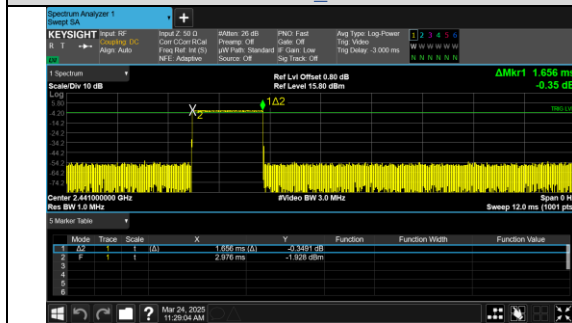 Spectrum Analyzer 1
Swept SA
+
KEYSIGHT Input: RF Input Z: 50 Ω #Atten: 26 dB PNO: Fast Avg Type: Log-Power 1 2 3 4 5 6
R T Coupling: DC Corr CCorr RCal Preamp: Off Gate: Off Trig: Video W W W W W W
Align: Auto Freq Ref: Int (S) µW Path: Standard IF Gain: Low Trig Delay: -3.000 ms N N N N N N
NFE: Adaptive Source: Off Sig Track: Off
1 Spectrum Ref Lvl Offset 0.80 dB ΔMkr1 1.656 ms
Scale/Div 10 dB Ref Level 15.80 dBm -0.35 dB
Log
5.80
-4.20
-14.2
-24.2
-34.2
-44.2
-54.2
-64.2
-74.2
X2
1Δ2
TRIG LVL
Center 2.441000000 GHz #Video BW 3.0 MHz Span 0 H
Res BW 1.0 MHz Sweep 12.0 ms (1001 pts
5 Marker Table
Mode Trace Scale X Y Function Function Width Function Value
1 Δ2 1 t (Δ) 1.656 ms (Δ) -0.3491 dB
2 F 1 t 2.976 ms -1.928 dBm
3
4
5
6
? Mar 24, 2025
11:29:04 AM